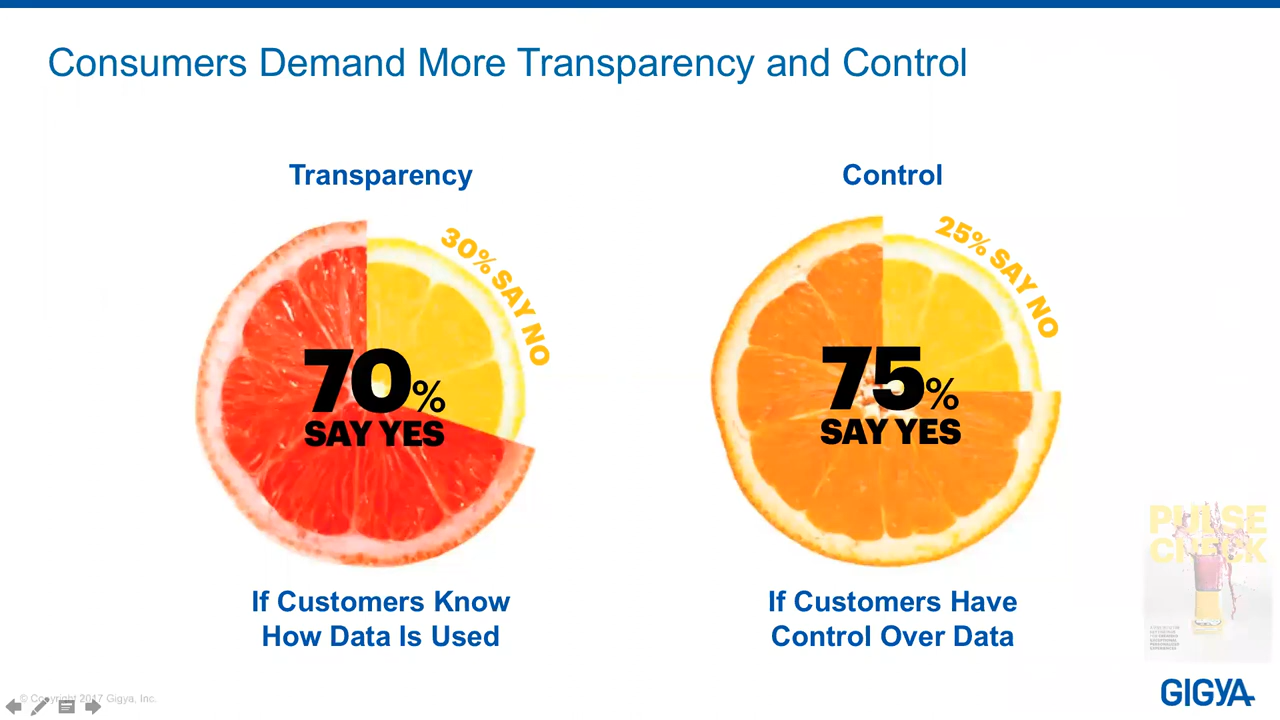 Consumers Demand More Transparency and Control
Transparency
30% SAY NO
70%
SAY YES
If Customers Know
How Data Is Used
Control
25% SAY NO
75%
SAY YES
If Customers Have
Control Over Data
PULSE
CHECK
© Copyright 2017 Gigya, Inc.
GIGYA